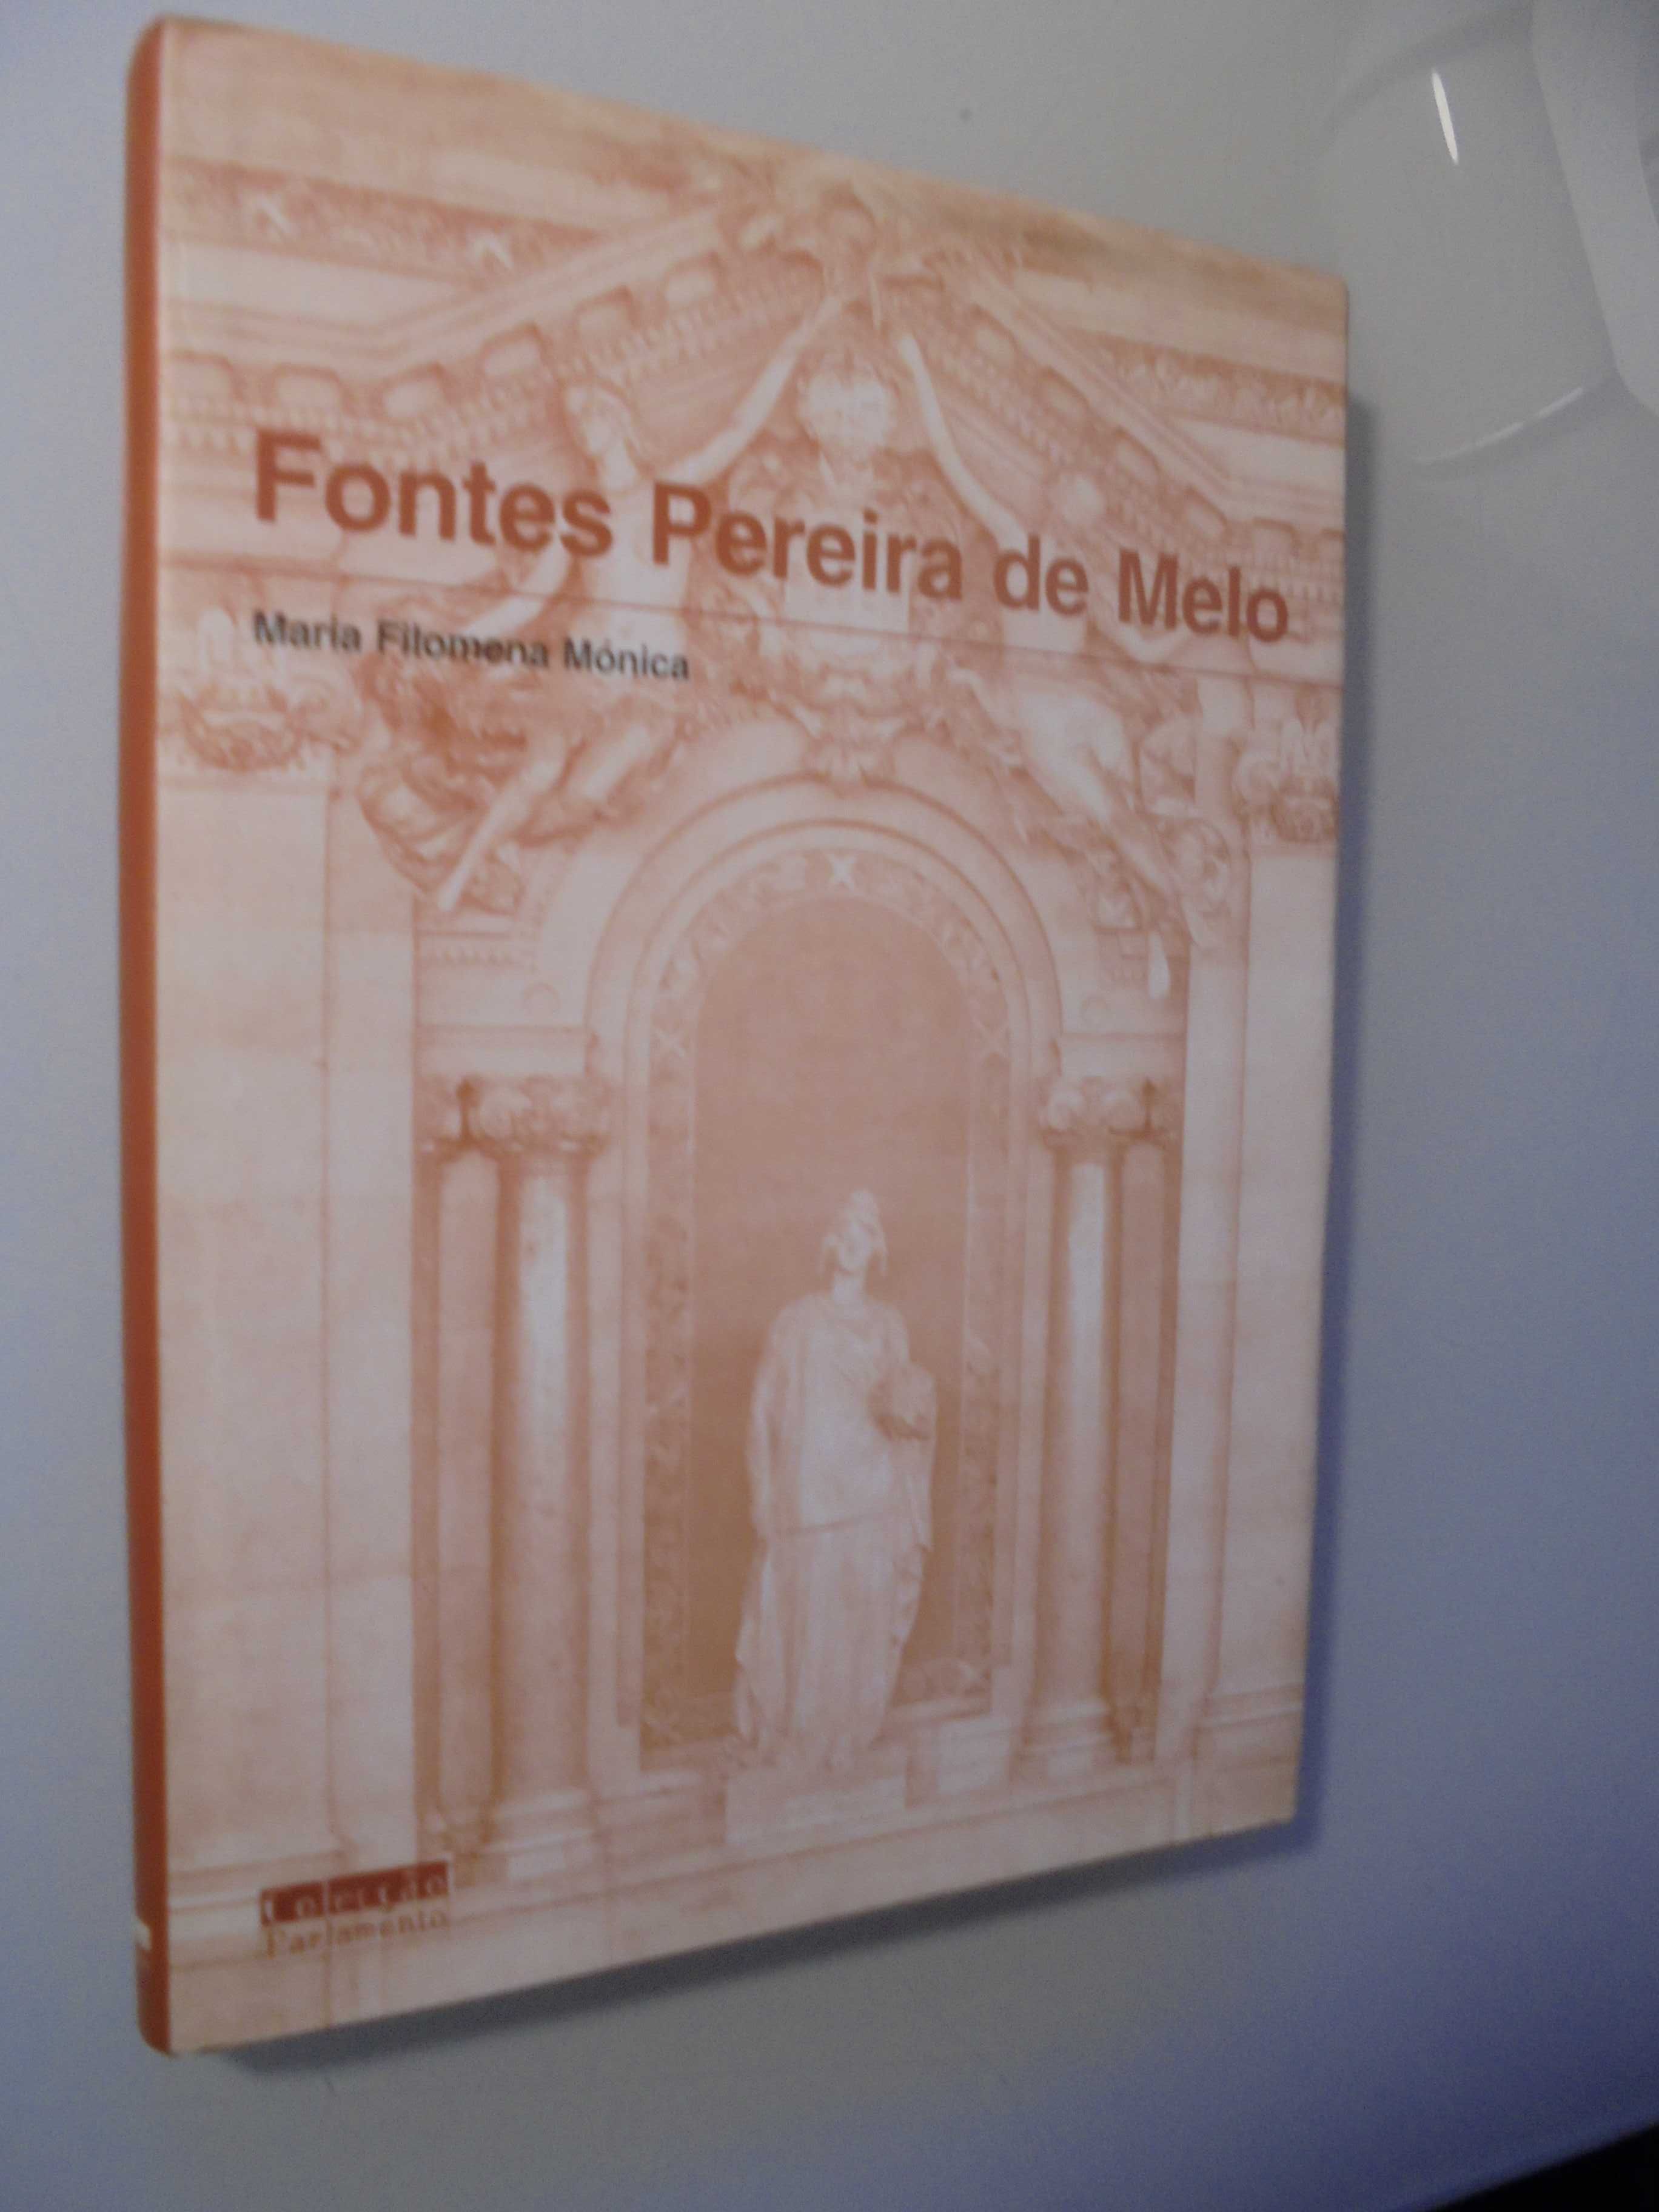 Fontes Pereira de Melo
Maria Filomena Mónica
Colecção
Parlamento